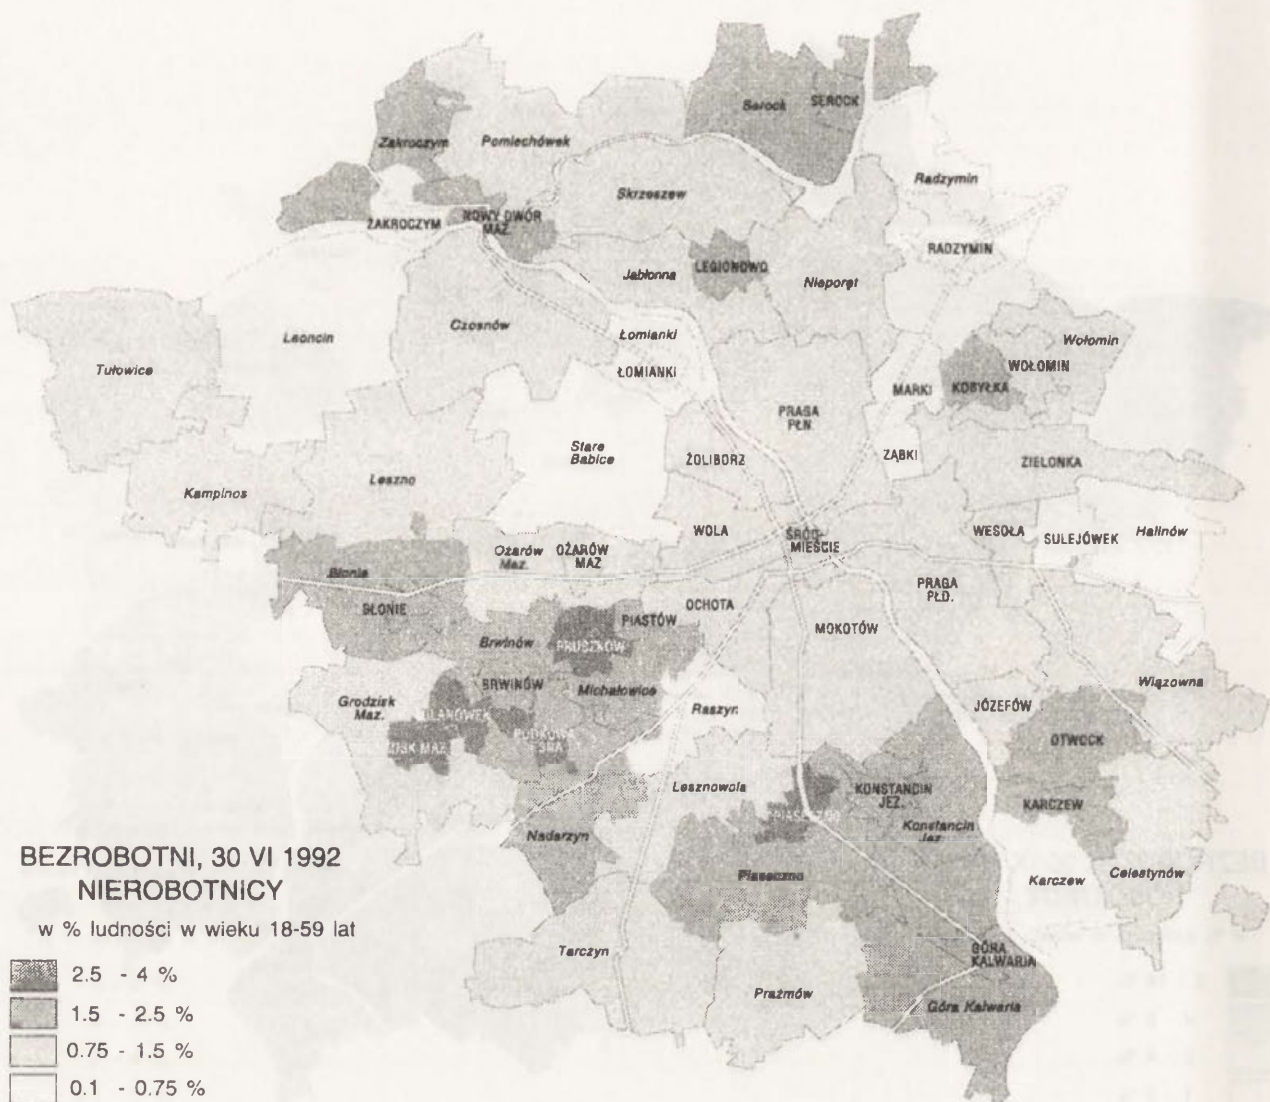 Serock
SEROCK
Zakroczym
Pomiechówek
Radzymin
Skrzeszew
ZAKROCZYM
NOWY DWÓR
MAZ.
RADZYMIN
Jabłonna
LEGIONOWO
Nieporęt
Leoncin
Czosnów
Łomianki
Wołomin
Tułowice
ŁOMIANKI
WOŁOMIN
MARKI
KOBYŁKA
PRAGA
PŁN.
Stare
Babice
ŻOLIBORZ
ZĄBKI
ZIELONKA
Leszno
Kampinos
WOLA
ŚRÓD-
MIEŚCIE
WESOŁA
SULEJÓWEK
Halinów
Ożarów
Maz.
OŻARÓW
MAZ
Błonie
PRAGA
PŁD.
BŁONIE
OCHOTA
PIASTÓW
MOKOTÓW
Brwinów
PRUSZKÓW
BRWINÓW
Michałowice
Wiązowna
Grodzisk
Maz.
Raszyn
JÓZEFÓW
OTWOCK
Lesznowola
KONSTANCIN
JEZ.
KARCZEW
Konstancin
Jez.
Nadarzyn
Piaseczno
Karczew
Celestynów
Tarczyn
GÓRA
KALWARIA
Prażmów
Góra Kalwaria
BEZROBOTNI, 30 VI 1992
NIEROBOTNICY
w % ludności w wieku 18-59 lat
2.5 - 4 %
1.5 - 2.5 %
0.75 - 1.5 %
0.1 - 0.75 %